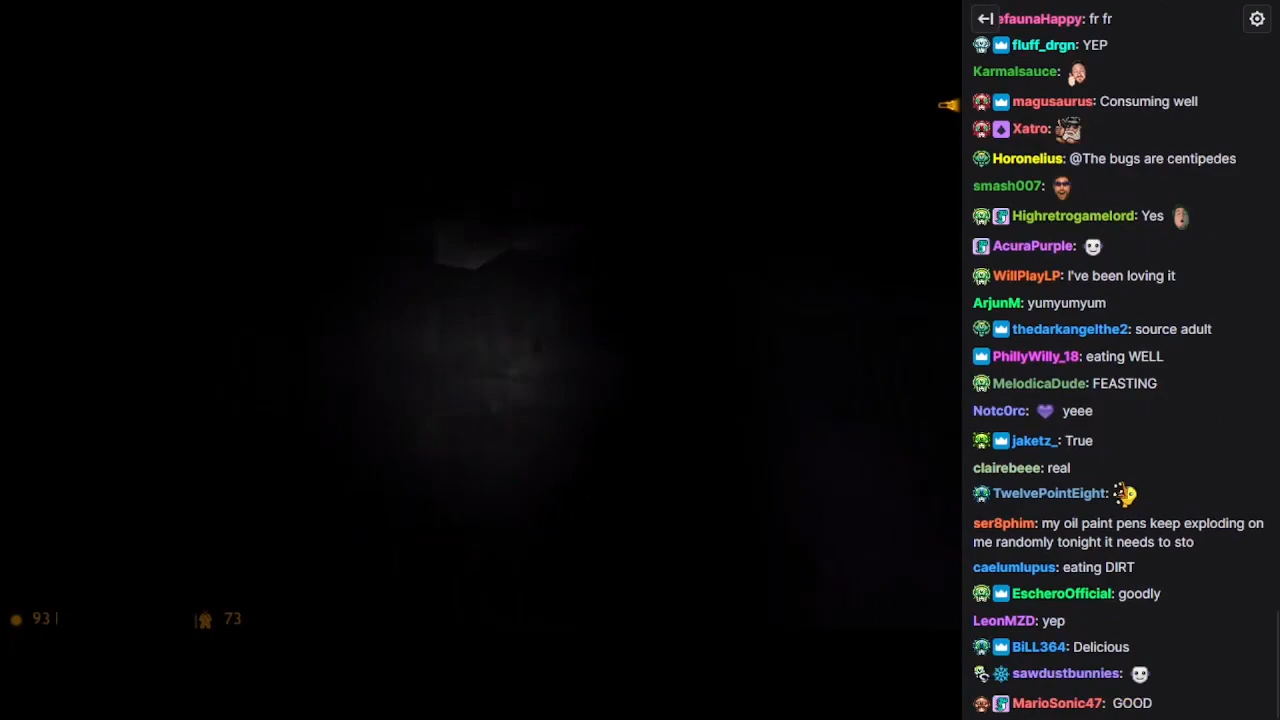 efaunaHappy: fr fr
fluff_drgn: YEP
Karmalsauce:
magusaurus: Consuming well
Xatro:
Horonelius: @The bugs are centipedes
smash007:
Highretrogamelord: Yes
AcuraPurple:
WillPlayLP: I've been loving it
ArjunM: yumyumyum
thedarkangelthe2: source adult
PhillyWilly_18: eating WELL
MelodicaDude: FEASTING
Notc0rc: yeee
jaketz_: True
clairebeee: real
TwelvePointEight:
ser8phim: my oil paint pens keep exploding on
me randomly tonight it needs to sto
caelumlupus: eating DIRT
EscheroOfficial: goodly
LeonMZD: yep
BiLL364: Delicious
sawdustbunnies:
MarioSonic47: GOOD
93 73